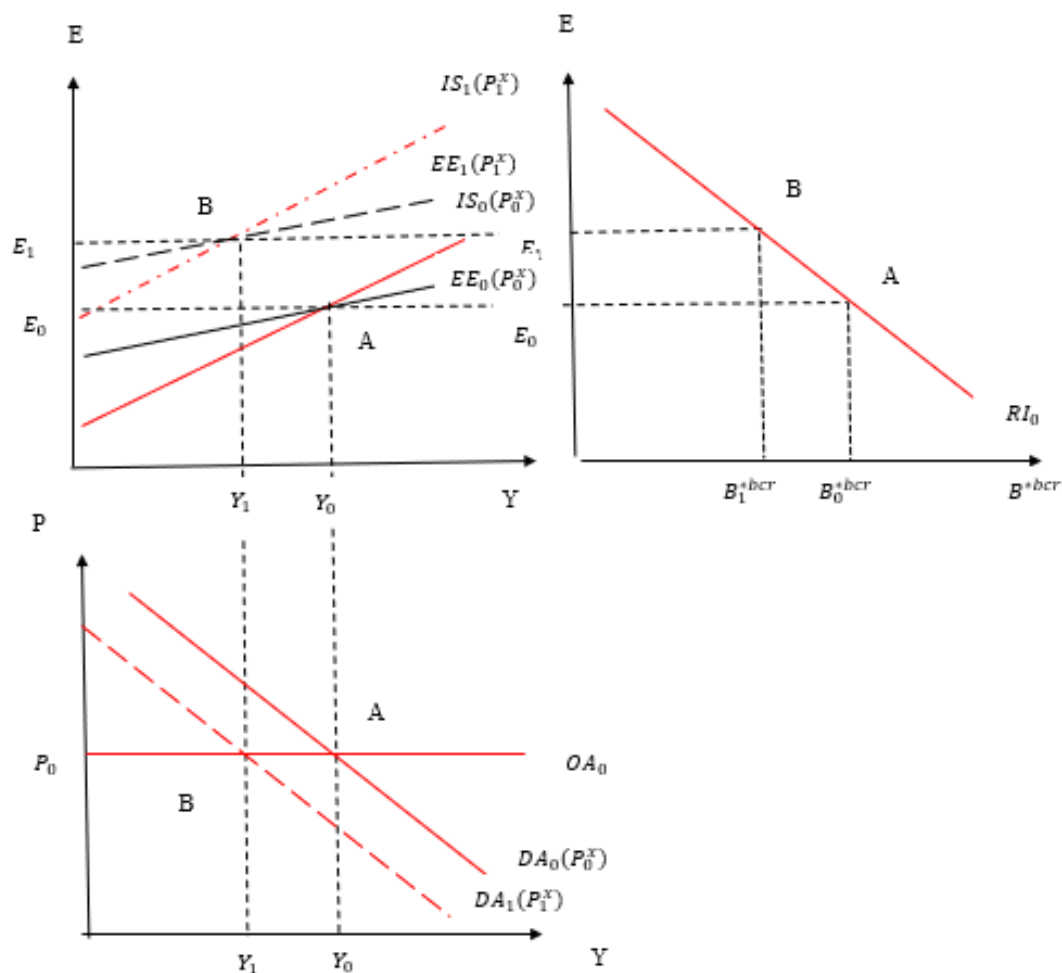 E
E
IS₁(P₁ˣ)
EE₁(P₁ˣ)
B
B
IS₀(P₀ˣ)
E₁
E₁
A
EE₀(P₀ˣ)
E₀
E₀
A
RI₀
Y₁
Y₀
Y
B₁*ᵇᶜʳ
B₀*ᵇᶜʳ
B*ᵇᶜʳ
P
A
P₀
OA₀
B
DA₀(P₀ˣ)
DA₁(P₁ˣ)
Y₁
Y₀
Y